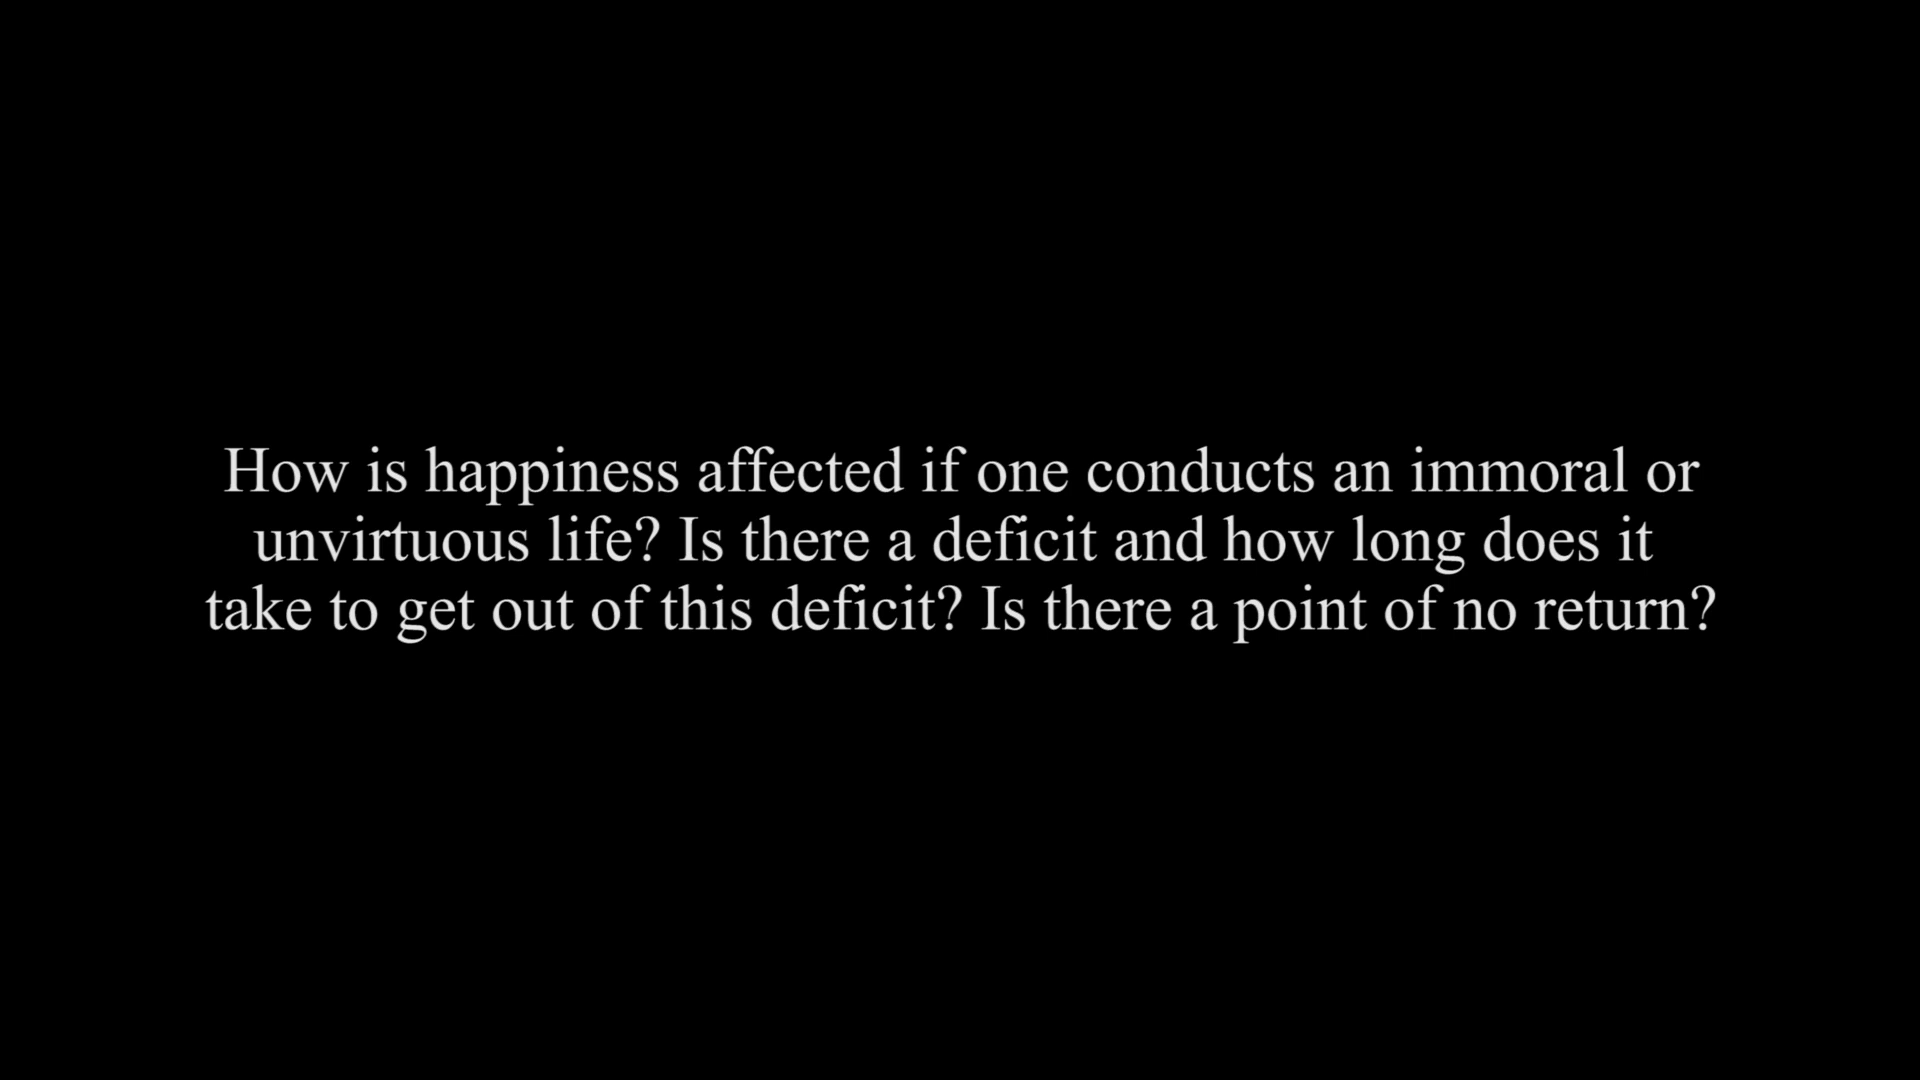 How is happiness affected if one conducts an immoral or
unvirtuous life? Is there a deficit and how long does it
take to get out of this deficit? Is there a point of no return?